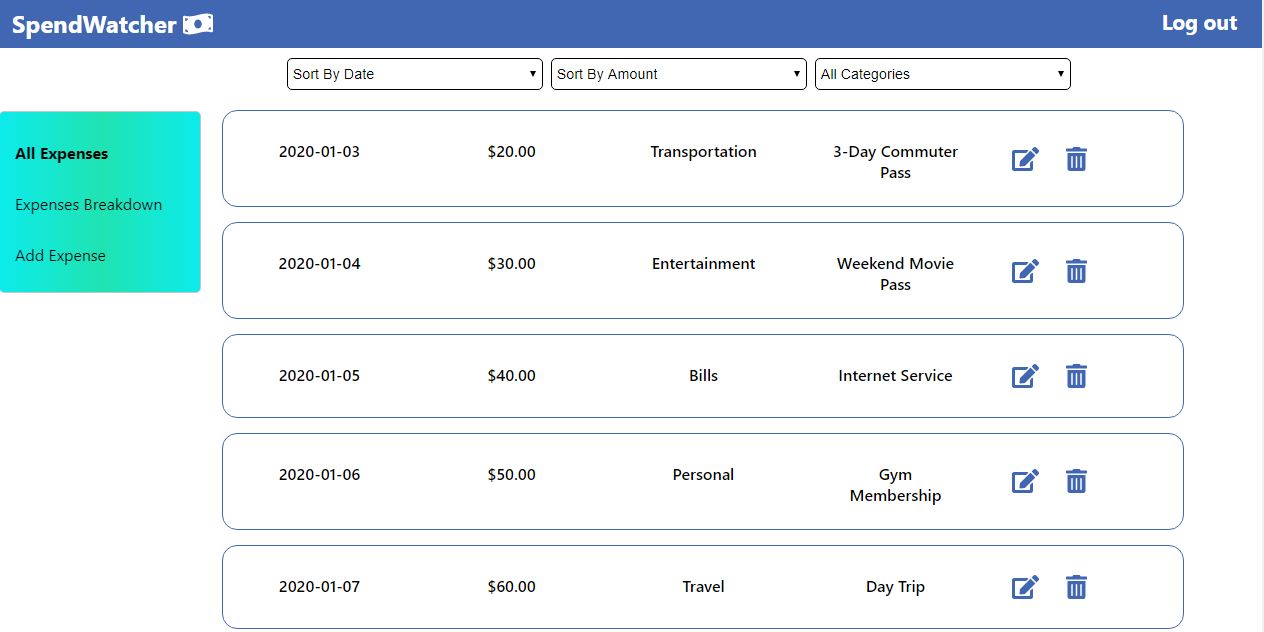 SpendWatcher
Log out
Sort By Date
Sort By Amount
All Categories
All Expenses
Expenses Breakdown
Add Expense
2020-01-03 $20.00 Transportation 3-Day Commuter
Pass
2020-01-04 $30.00 Entertainment Weekend Movie
Pass
2020-01-05 $40.00 Bills Internet Service
2020-01-06 $50.00 Personal Gym
Membership
2020-01-07 $60.00 Travel Day Trip